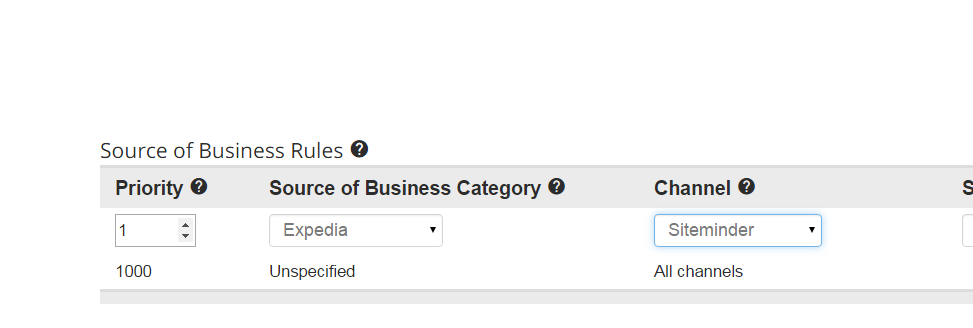 Source of Business Rules ?
Priority ? Source of Business Category ? Channel ? S
1 Expedia Siteminder
1000 Unspecified All channels